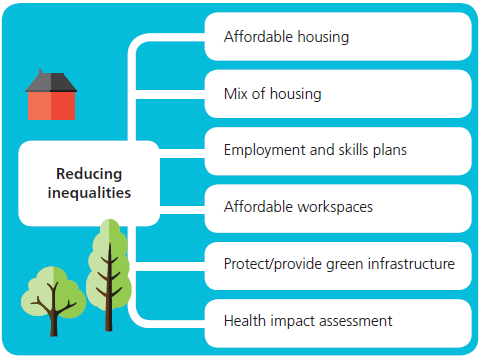 Affordable housing
Mix of housing
Employment and skills plans
Reducing
inequalities
Affordable workspaces
Protect/provide green infrastructure
Health impact assessment